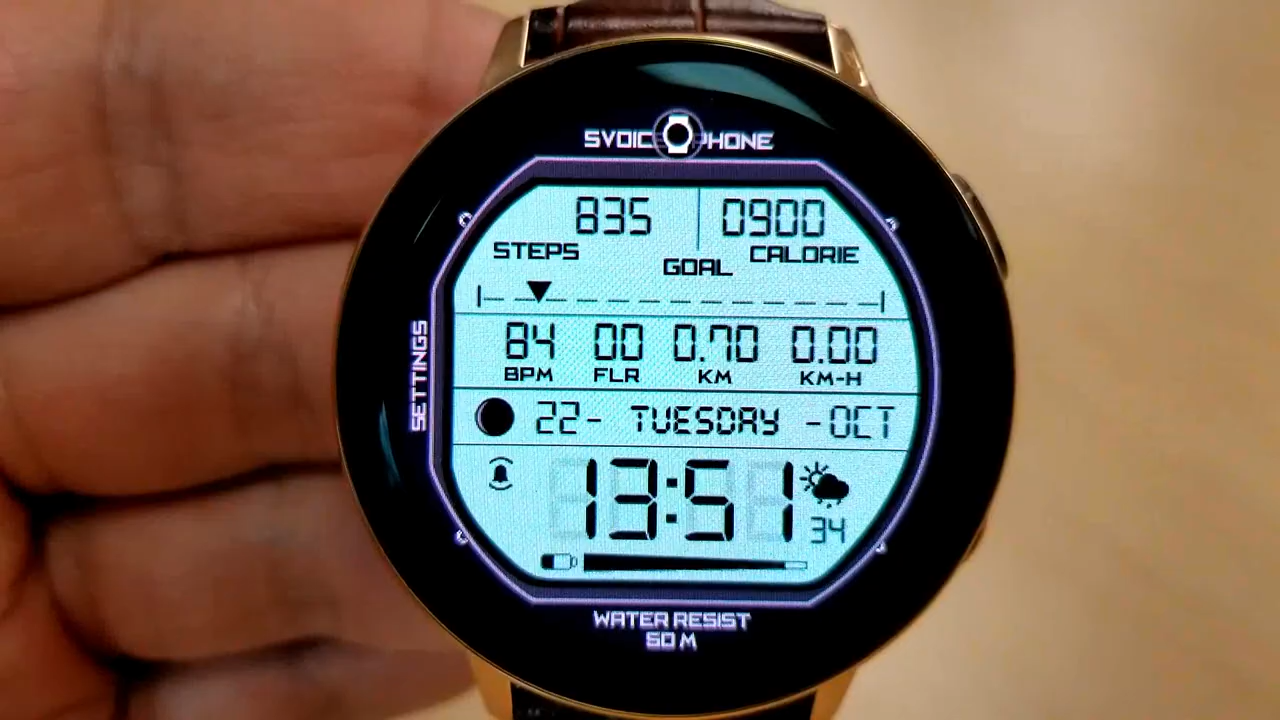 SVOIC PHONE
835 0900
STEPS GOAL CALORIE
84 00 0.70 0.00
BPM FLR KM KM-H
22- TUESDAY -OCT
13:51
34
SETTINGS
WATER RESIST
50 M